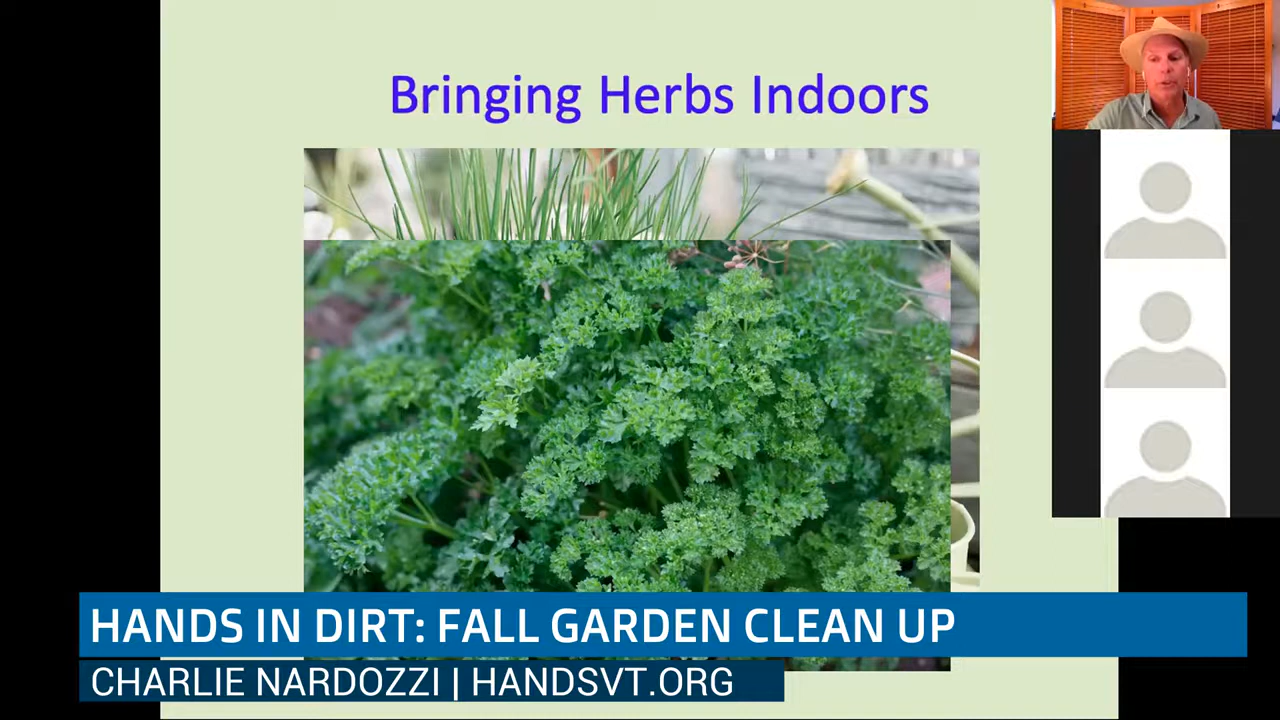 Bringing Herbs Indoors
HANDS IN DIRT: FALL GARDEN CLEAN UP
CHARLIE NARDOZZI | HANDSVT.ORG